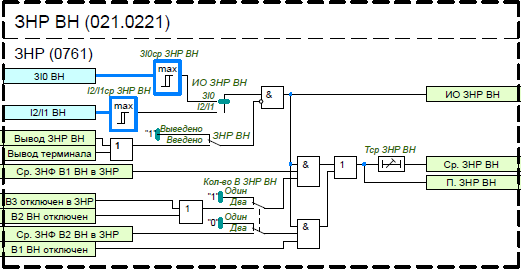 ЗНР ВН (021.0221)
ЗНР (0761)
3I0ср ЗНР ВН
3I0 ВН
max
I2/I1ср ЗНР ВН
ИО ЗНР ВН
I2/I1 ВН
max
3I0
I2/I1
&
ИО ЗНР ВН
"1"
Выведено
Введено
ЗНР ВН
Вывод ЗНР ВН
Вывод терминала
1
Ср. ЗНФ В1 ВН в ЗНР
&
1
Тср ЗНР ВН
Ср. ЗНР ВН
П. ЗНР ВН
Кол-во В ЗНР ВН
"1"
Один
Два
В3 отключен в ЗНР
В2 ВН отключен
1
"0"
Один
Два
&
Ср. ЗНФ В2 ВН в ЗНР
В1 ВН отключен